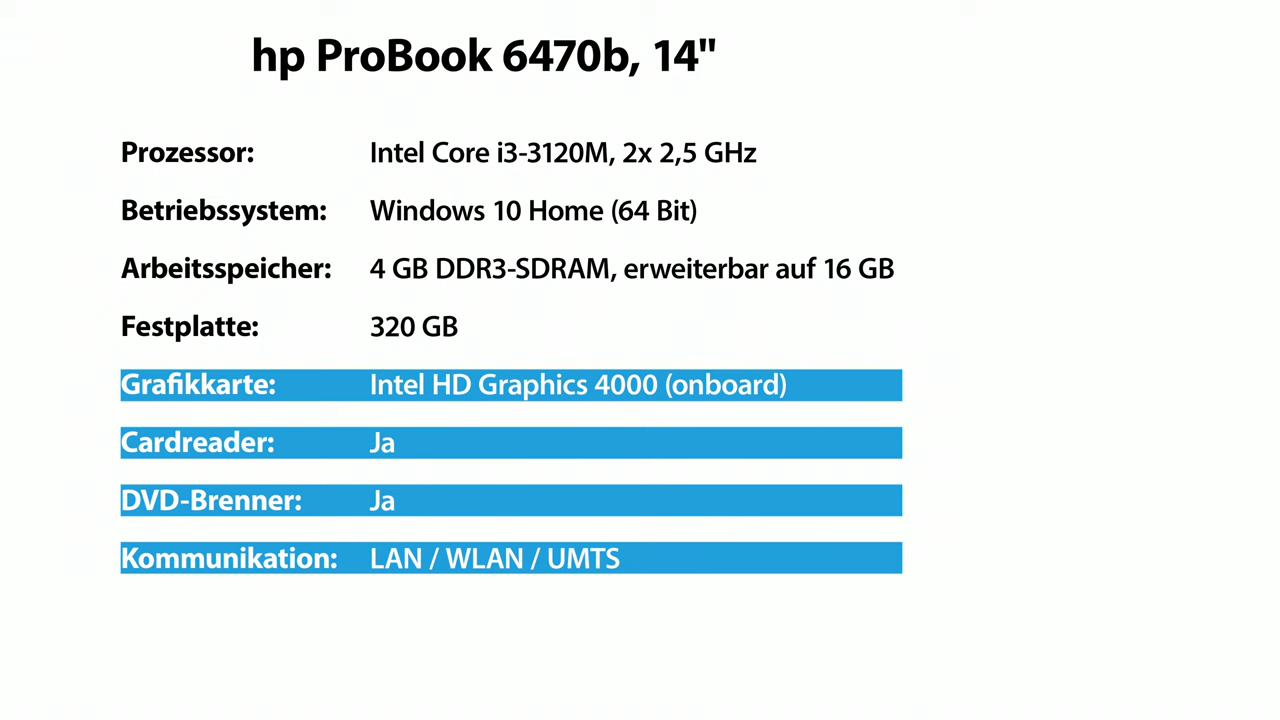 hp ProBook 6470b, 14"
Prozessor: Intel Core i3-3120M, 2x 2,5 GHz
Betriebssystem: Windows 10 Home (64 Bit)
Arbeitsspeicher: 4 GB DDR3-SDRAM, erweiterbar auf 16 GB
Festplatte: 320 GB
Grafikkarte: Intel HD Graphics 4000 (onboard)
Cardreader: Ja
DVD-Brenner: Ja
Kommunikation: LAN / WLAN / UMTS